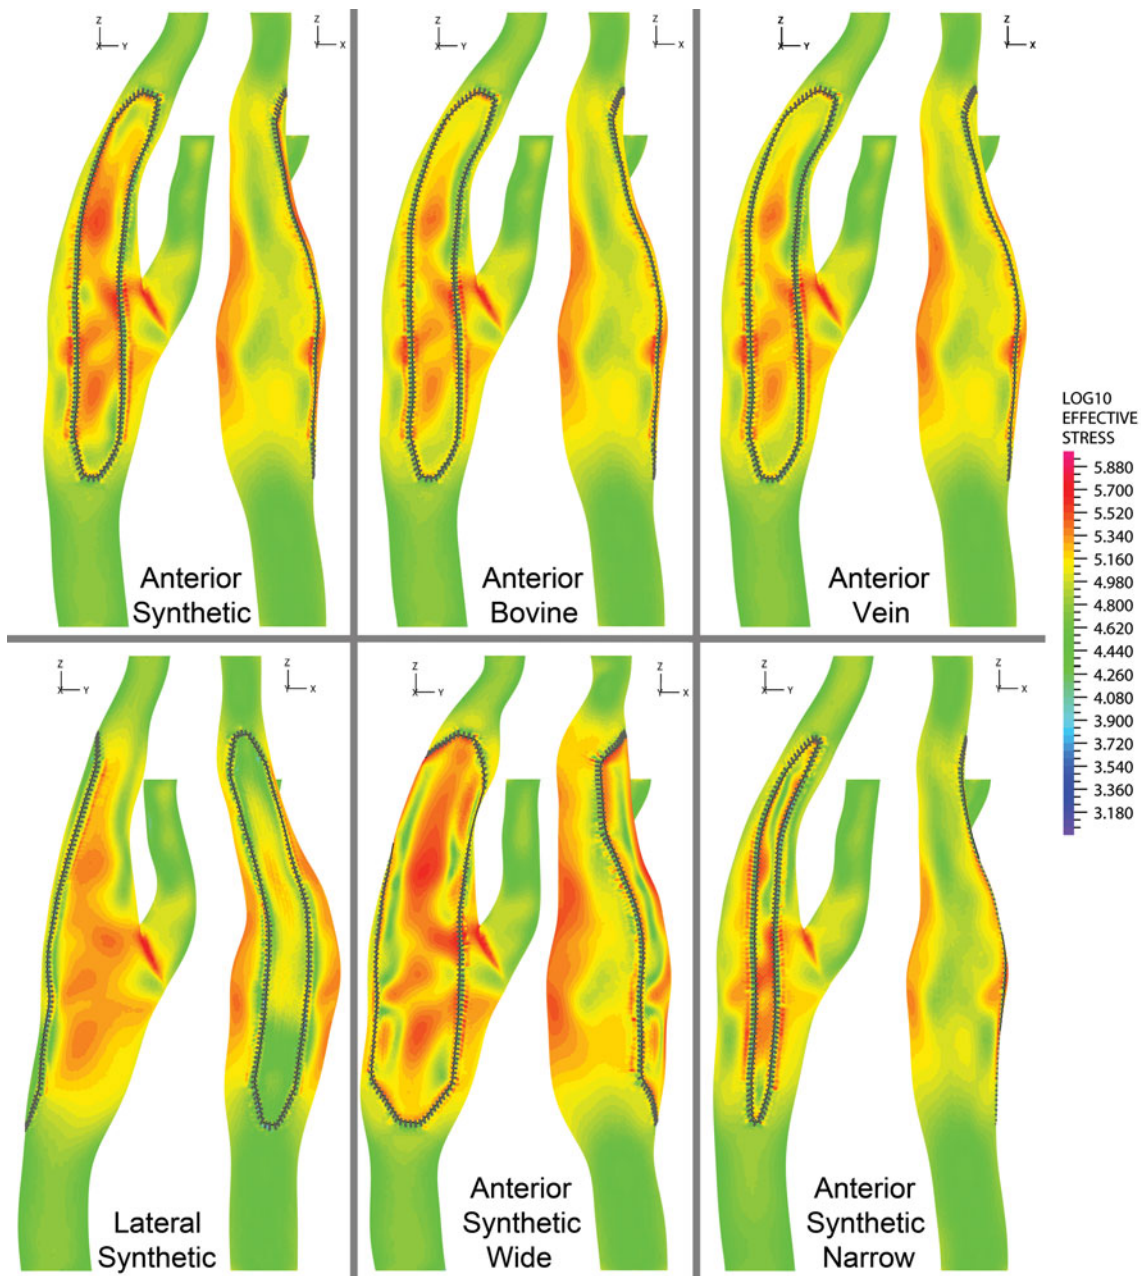 Z
X Y
Z
Y X
Z
X Y
Z
Y X
Z
X Y
Z
Y X
Anterior
Synthetic
Anterior
Bovine
Anterior
Vein
LOG10
EFFECTIVE
STRESS
5.880
5.700
5.520
5.340
5.160
4.980
4.800
4.620
4.440
4.260
4.080
3.900
3.720
3.540
3.360
3.180
Z
X Y
Z
Y X
Z
X Y
Z
Y X
Z
X Y
Z
Y X
Lateral
Synthetic
Anterior
Synthetic
Wide
Anterior
Synthetic
Narrow